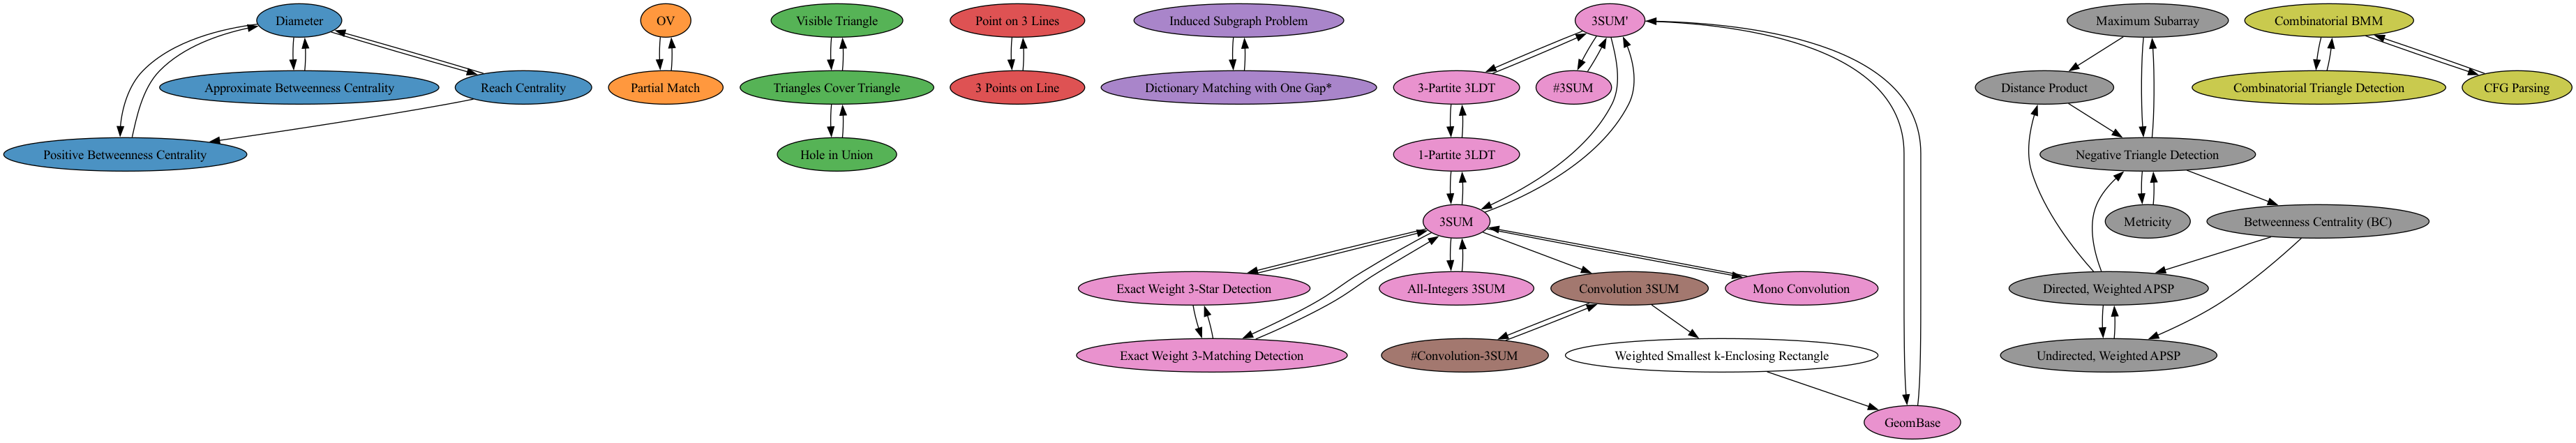 Diameter
OV
Visible Triangle
Point on 3 Lines
Induced Subgraph Problem
3SUM'
Maximum Subarray
Combinatorial BMM
Approximate Betweenness Centrality
Reach Centrality
Partial Match
Triangles Cover Triangle
3 Points on Line
Dictionary Matching with One Gap*
3-Partite 3LDT
#3SUM
Distance Product
Combinatorial Triangle Detection
CFG Parsing
Positive Betweenness Centrality
Hole in Union
1-Partite 3LDT
Negative Triangle Detection
3SUM
Metricity
Betweenness Centrality (BC)
Exact Weight 3-Star Detection
All-Integers 3SUM
Convolution 3SUM
Mono Convolution
Directed, Weighted APSP
Exact Weight 3-Matching Detection
#Convolution-3SUM
Weighted Smallest k-Enclosing Rectangle
Undirected, Weighted APSP
GeomBase